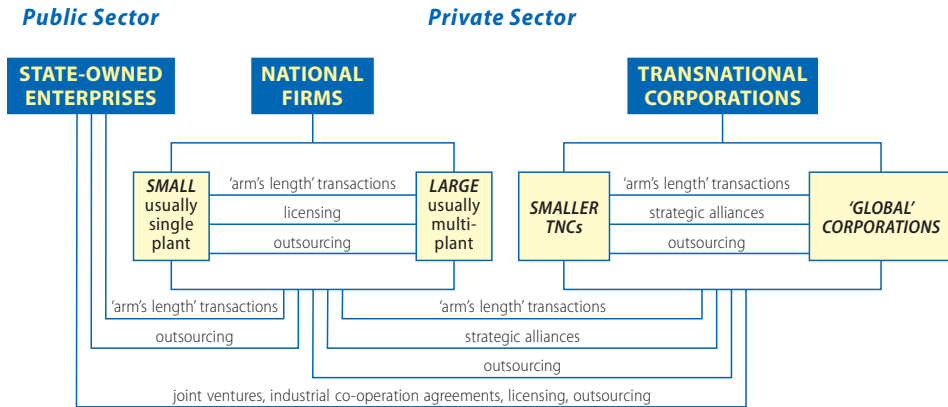 Public Sector
Private Sector
STATE-OWNED
ENTERPRISES
NATIONAL
FIRMS
TRANSNATIONAL
CORPORATIONS
SMALL
usually
single
plant
'arm's length' transactions
licensing
outsourcing
LARGE
usually
multi-
plant
SMALLER
TNCs
'arm's length' transactions
strategic alliances
outsourcing
'GLOBAL'
CORPORATIONS
'arm's length' transactions
outsourcing
'arm's length' transactions
strategic alliances
outsourcing
joint ventures, industrial co-operation agreements, licensing, outsourcing